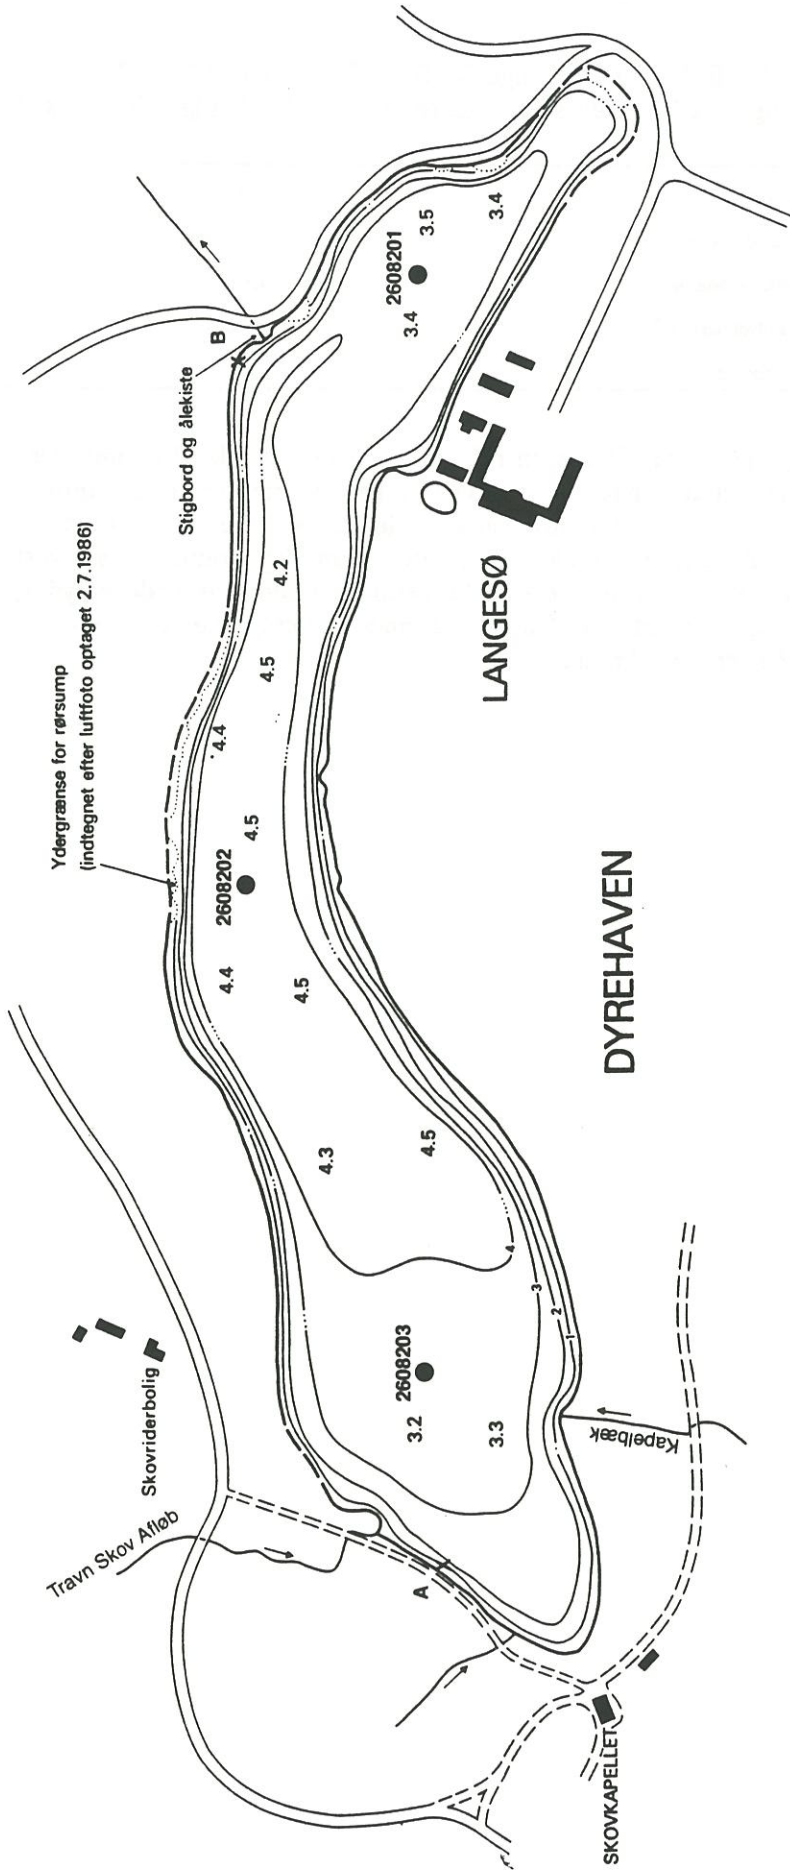 Ydergrænse for rørsump
(indtegnet efter luftfoto optaget 2.7.1986)
Skovriderbolig
Travn Skov Afløb
Stigbord og ålekiste
B
A
2608203
3.2
3.3
4.3
4.5
4
3
2
1
4.4
4.5
2608202
4.5
4.4
4.5
4.2
2608201
3.4
3.5
3.4
Kapelbæk
SKOVKAPELLET
DYREHAVEN
LANGESØ